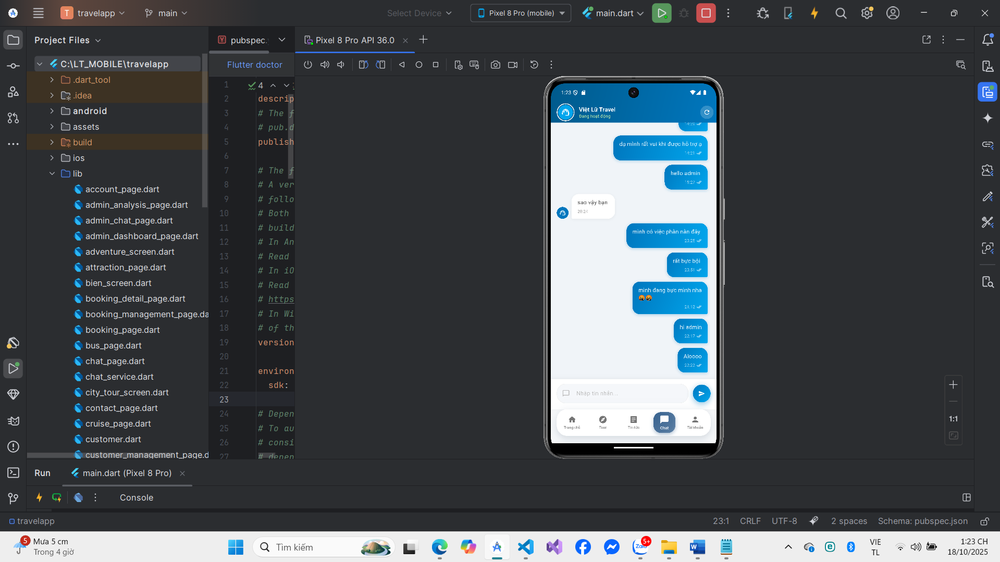 T travelapp
main
Select Device
Pixel 8 Pro (mobile)
main.dart
Project Files
pubspec.
Pixel 8 Pro API 36.0
C:\LT_MOBILE\travelapp
Flutter doctor
.dart_tool
.idea
android
assets
build
ios
lib
account_page.dart
admin_analysis_page.dart
admin_chat_page.dart
admin_dashboard_page.dart
adventure_screen.dart
attraction_page.dart
bien_screen.dart
booking_detail_page.dart
booking_management_page.da
booking_page.dart
bus_page.dart
chat_page.dart
chat_service.dart
city_tour_screen.dart
contact_page.dart
cruise_page.dart
customer.dart
customer_management_page.d
1 4
2 descrip
3 # The f
4 # pub.d
5 publish
6
7 # The f
8 # A ver
9 # follo
10 # Both
11 # build
12 # In An
13 # Read
14 # In iO
15 # Read
16 # https
17 # In Wi
18 # of th
19 version
20
21 environ
22 sdk:
23
24 # Depen
25 # To au
26 # consi
27 # depen
1:23
Việt Lữ Travel
Đang hoạt động
14:20
dạ mình rất vui khi được hỗ trợ ạ
14:21
hello admin
15:27
sao vậy bạn
20:24
mình có việc phàn nàn đây
20:25
rất bực bội
20:51
mình đang bực mình nha
🤬🤬
21:12
hi admin
22:17
Aloooo
22:22
Nhập tin nhắn...
Trang chủ
Tour
Tin tức
Chat
Tài khoản
1:1
Run
main.dart (Pixel 8 Pro)
Console
travelapp
23:1
CRLF
UTF-8
2 spaces
Schema: pubspec.json
5
Mưa 5 cm
Trong 4 giờ
Tìm kiếm
Zalo
5+
VIE
TL
1:23 CH
18/10/2025